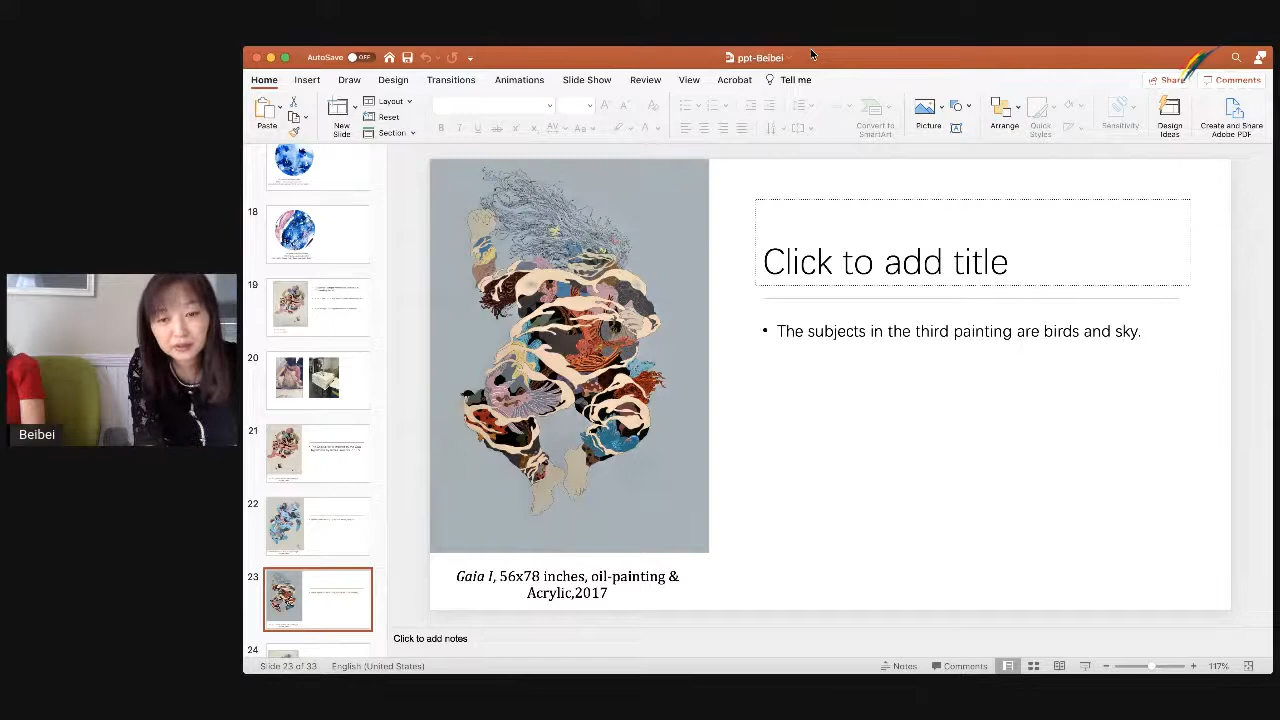 AutoSave
OFF
ppt-Beibei
Home
Insert
Draw
Design
Transitions
Animations
Slide Show
Review
View
Acrobat
Tell me
Share
Comments
Paste
New
Slide
Layout
Reset
Section
Convert to
SmartArt
Picture
Arrange
Quick
Styles
Sensitivity
Design
Ideas
Create and Share
Adobe PDF
18
19
20
21
22
23
24
Click to add title
• The subjects in the third painting are birds and sky.
Gaia I, 56x78 inches, oil-painting &
Acrylic,2017
Beibei
Click to add notes
Slide 23 of 33
English (United States)
Notes
Comments
117%